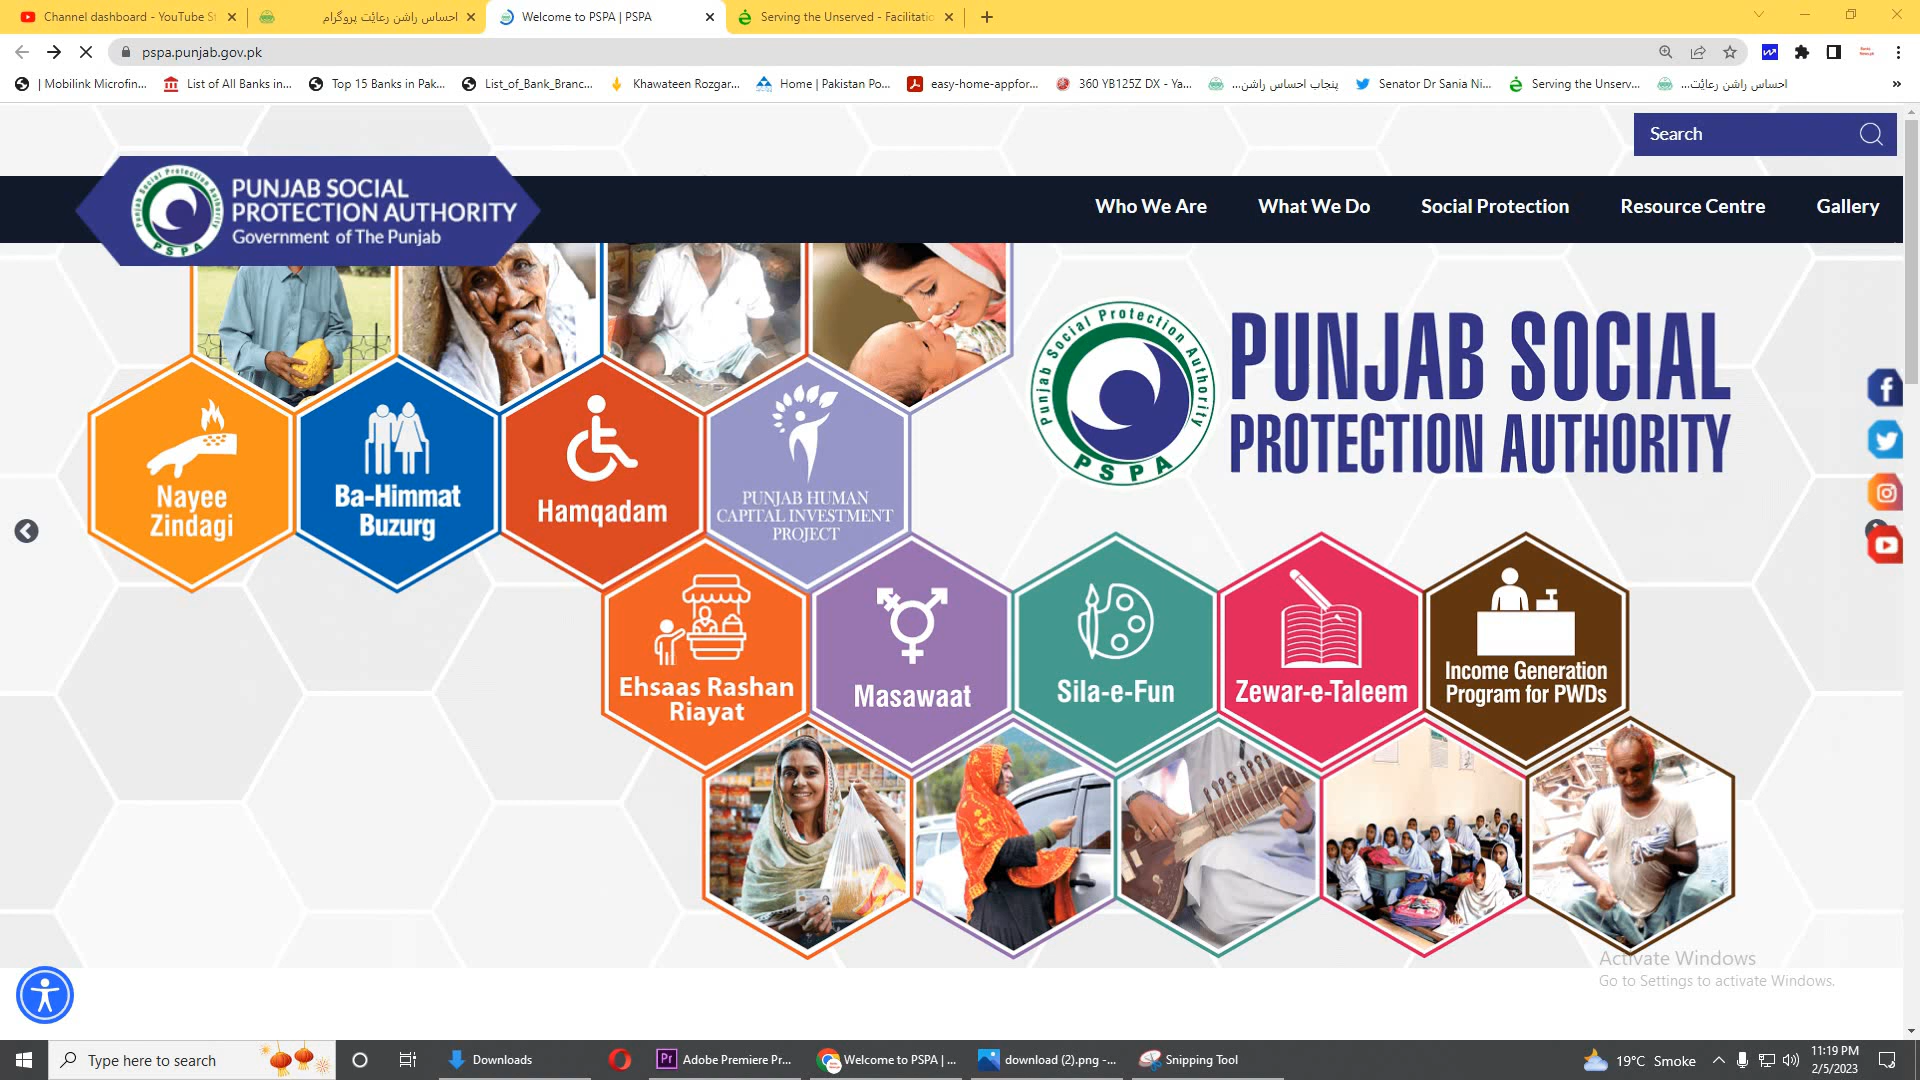 Channel dashboard - YouTube St
احساس راشن رعایٔت پروگرام
Welcome to PSPA | PSPA
Serving the Unserved - Facilitatio
pspa.punjab.gov.pk
| Mobilink Microfin...
List of All Banks in...
Top 15 Banks in Pak...
List_of_Bank_Branc...
Khawateen Rozgar...
Home | Pakistan Po...
easy-home-appfor...
360 YB125Z DX - Ya...
پنجاب احساس راشن...
Senator Dr Sania Ni...
Serving the Unserv...
احساس راشن رعایٔت...
»
Search
PUNJAB SOCIAL
PROTECTION AUTHORITY
Government of The Punjab
Punjab Social Protection Authority
PSPA
Who We Are
What We Do
Social Protection
Resource Centre
Gallery
Punjab Social Protection Authority
PSPA
PUNJAB SOCIAL
PROTECTION AUTHORITY
Nayee
Zindagi
Ba-Himmat
Buzurg
Hamqadam
PUNJAB HUMAN
CAPITAL INVESTMENT
PROJECT
Ehsaas Rashan
Riayat
Masawaat
Sila-e-Fun
Zewar-e-Taleem
Income Generation
Program for PWDs
Activate Windows
Go to Settings to activate Windows.
Type here to search
Downloads
Adobe Premiere Pr...
Welcome to PSPA | ...
download (2).png -...
Snipping Tool
19°C Smoke
11:19 PM
2/5/2023